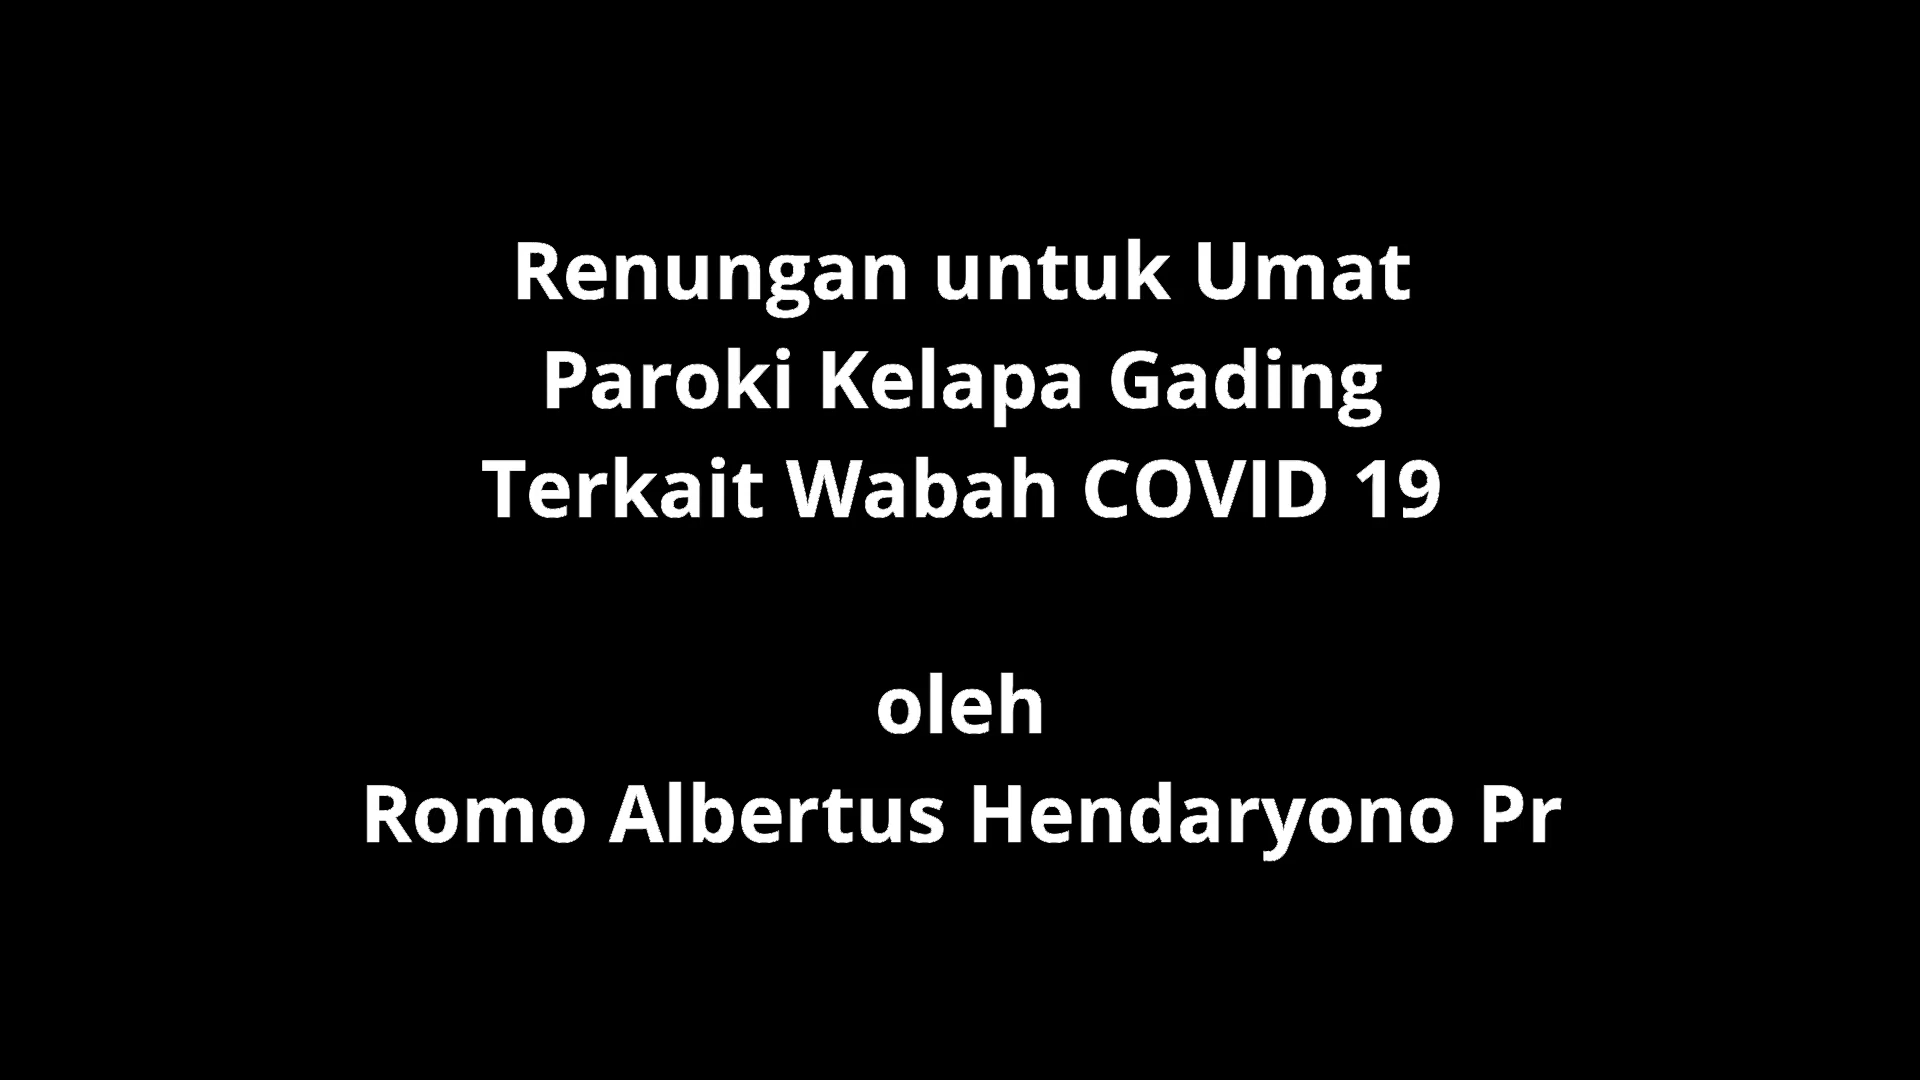 Renungan untuk Umat
Paroki Kelapa Gading
Terkait Wabah COVID 19
oleh
Romo Albertus Hendaryono Pr